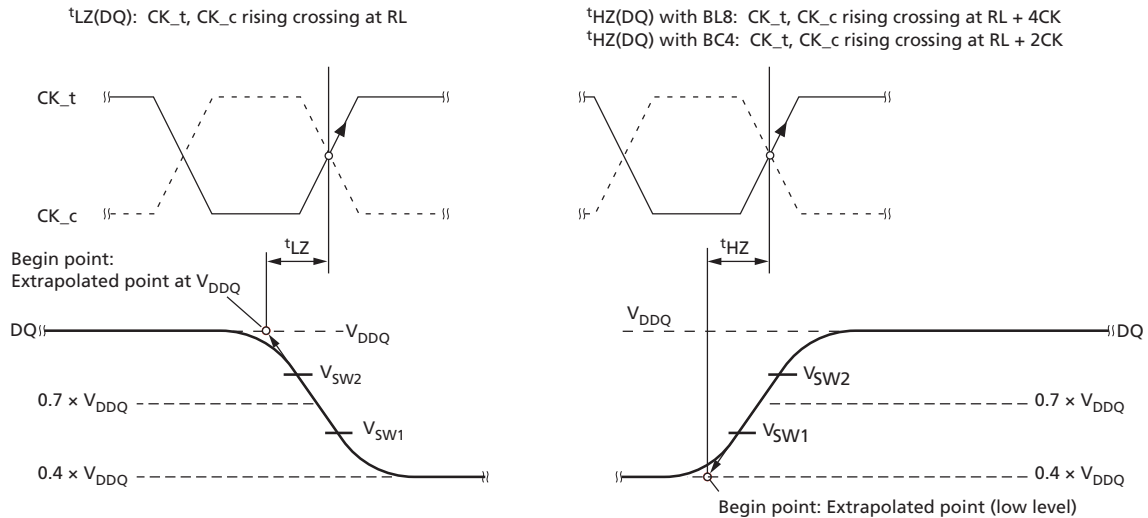 tLZ(DQ): CK_t, CK_c rising crossing at RL
tHZ(DQ) with BL8: CK_t, CK_c rising crossing at RL + 4CK
tHZ(DQ) with BC4: CK_t, CK_c rising crossing at RL + 2CK
CK_t
CK_c
tLZ
Begin point:
Extrapolated point at VDDQ
DQ
VDDQ
VSW2
0.7 × VDDQ
VSW1
0.4 × VDDQ
tHZ
VDDQ
DQ
VSW2
0.7 × VDDQ
VSW1
0.4 × VDDQ
Begin point: Extrapolated point (low level)